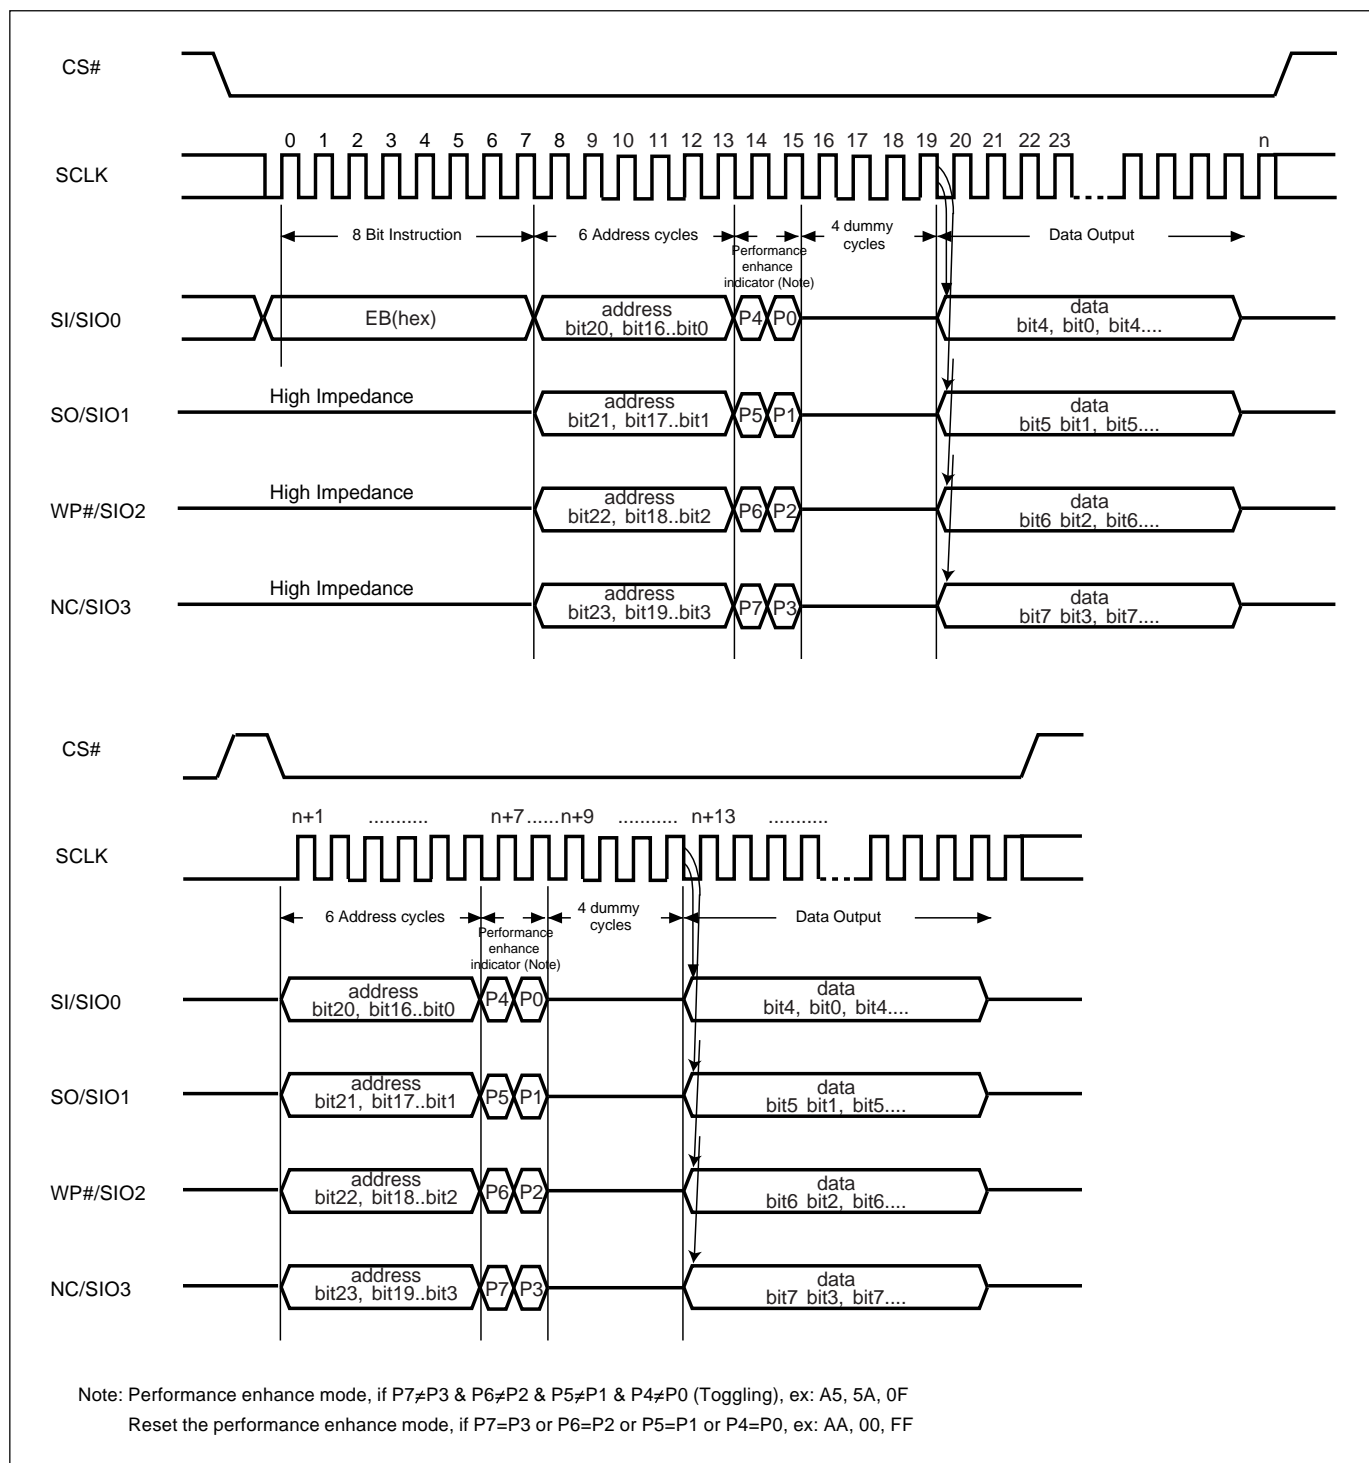 CS#
0 1 2 3 4 5 6 7 8 9 10 11 12 13 14 15 16 17 18 19 20 21 22 23 n
SCLK
8 Bit Instruction
6 Address cycles
Performance
enhance
indicator (Note)
4 dummy
cycles
Data Output
SI/SIO0
EB(hex)
address
bit20, bit16..bit0
P4 P0
data
bit4, bit0, bit4....
SO/SIO1
High Impedance
address
bit21, bit17..bit1
P5 P1
data
bit5 bit1, bit5....
WP#/SIO2
High Impedance
address
bit22, bit18..bit2
P6 P2
data
bit6 bit2, bit6....
NC/SIO3
High Impedance
address
bit23, bit19..bit3
P7 P3
data
bit7 bit3, bit7....
CS#
n+1 ........... n+7 ...... n+9 ........... n+13 ...........
SCLK
6 Address cycles
Performance
enhance
indicator (Note)
4 dummy
cycles
Data Output
SI/SIO0
address
bit20, bit16..bit0
P4 P0
data
bit4, bit0, bit4....
SO/SIO1
address
bit21, bit17..bit1
P5 P1
data
bit5 bit1, bit5....
WP#/SIO2
address
bit22, bit18..bit2
P6 P2
data
bit6 bit2, bit6....
NC/SIO3
address
bit23, bit19..bit3
P7 P3
data
bit7 bit3, bit7....
Note: Performance enhance mode, if P7≠P3 & P6≠P2 & P5≠P1 & P4≠P0 (Toggling), ex: A5, 5A, 0F
Reset the performance enhance mode, if P7=P3 or P6=P2 or P5=P1 or P4=P0, ex: AA, 00, FF